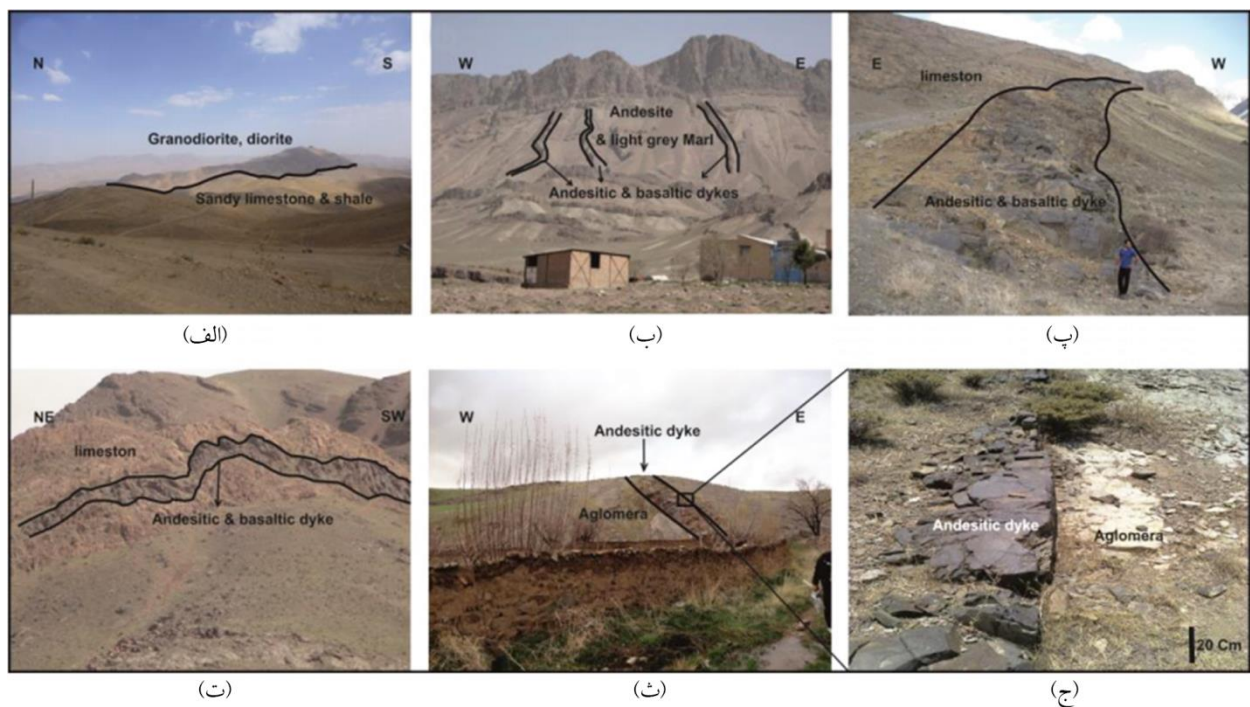 N
S
Granodiorite, diorite
Sandy limestone & shale
(الف)
W
E
Andesite
& light grey Marl
Andesitic & basaltic dykes
(ب)
E
W
limeston
Andesitic & basaltic dyke
(پ)
NE
SW
limeston
Andesitic & basaltic dyke
(ت)
W
E
Andesitic dyke
Aglomera
(ث)
Andesitic dyke
Aglomera
20 Cm
(ج)